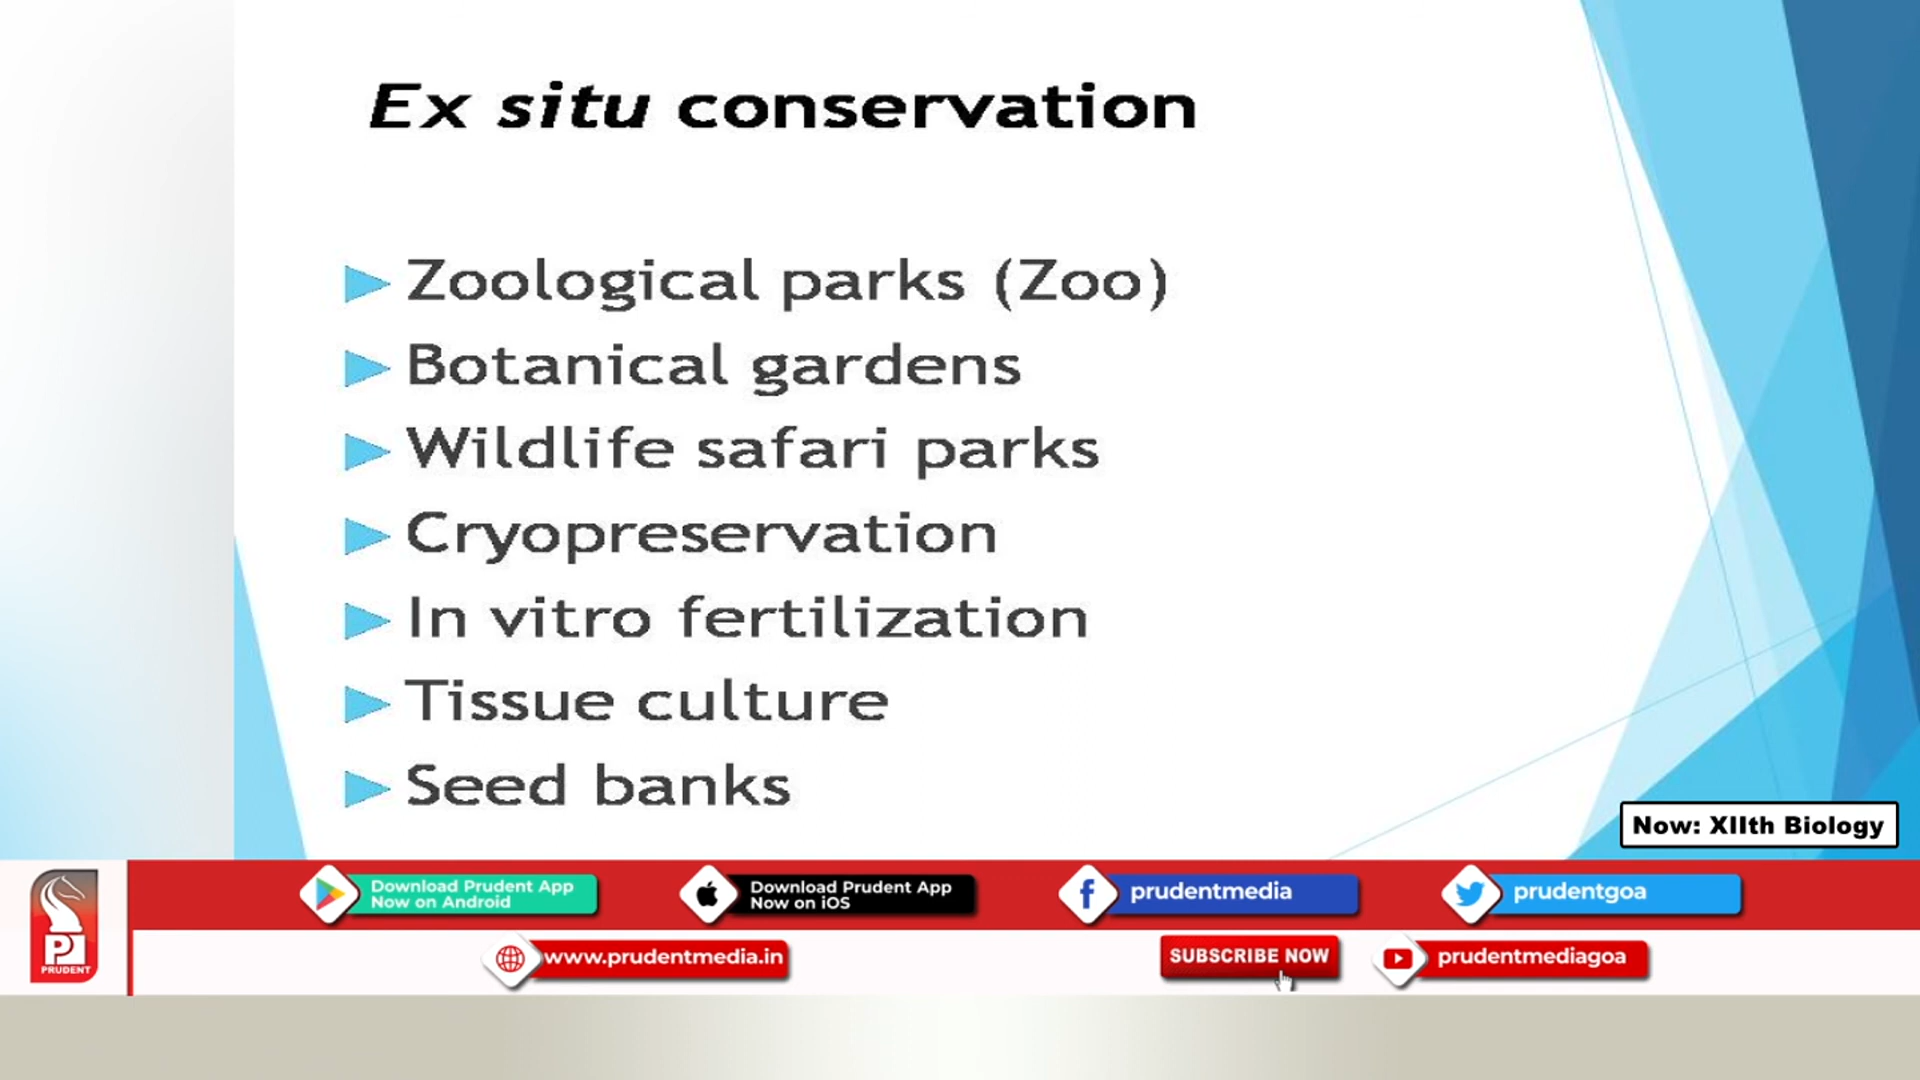 Ex situ conservation
Zoological parks (Zoo)
Botanical gardens
Wildlife safari parks
Cryopreservation
In vitro fertilization
Tissue culture
Seed banks
Now: XIIth Biology
Download Prudent App
Now on Android
Download Prudent App
Now on iOS
prudentmedia
prudentgoa
PRUDENT
www.prudentmedia.in
SUBSCRIBE NOW
prudentmediagoa